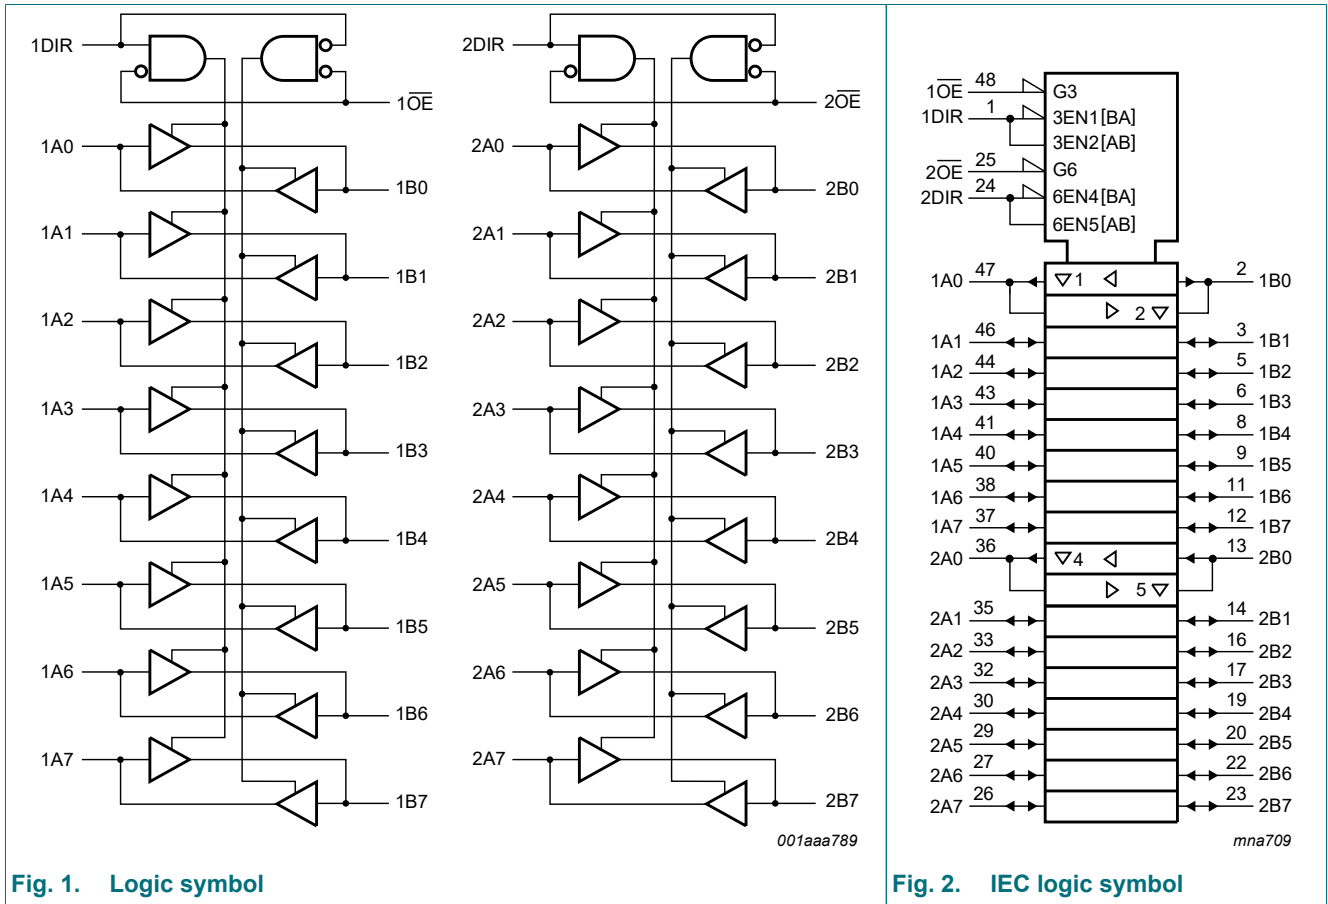 1DIR
1O̅E̅
1A0
1B0
1A1
1B1
1A2
1B2
1A3
1B3
1A4
1B4
1A5
1B5
1A6
1B6
1A7
1B7
2DIR
2O̅E̅
2A0
2B0
2A1
2B1
2A2
2B2
2A3
2B3
2A4
2B4
2A5
2B5
2A6
2B6
2A7
2B7
001aaa789
Fig. 1. Logic symbol
1O̅E̅ 48 G3
1DIR 1 3EN1[BA]
3EN2[AB]
2O̅E̅ 25 G6
2DIR 24 6EN4[BA]
6EN5[AB]
1A0 47 1 2 1B0
2
1A1 46 3 1B1
1A2 44 5 1B2
1A3 43 6 1B3
1A4 41 8 1B4
1A5 40 9 1B5
1A6 38 11 1B6
1A7 37 12 1B7
2A0 36 4 13 2B0
5
2A1 35 14 2B1
2A2 33 16 2B2
2A3 32 17 2B3
2A4 30 19 2B4
2A5 29 20 2B5
2A6 27 22 2B6
2A7 26 23 2B7
mna709
Fig. 2. IEC logic symbol